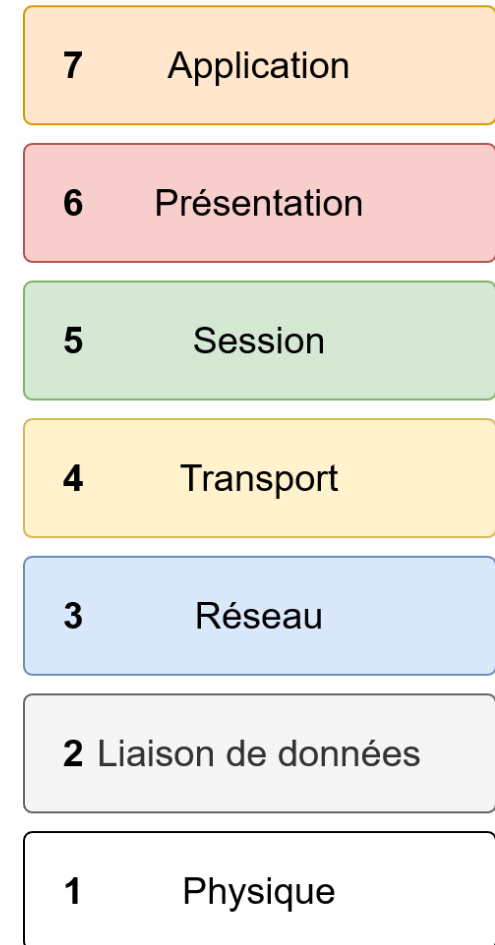 7 Application
6 Présentation
5 Session
4 Transport
3 Réseau
2 Liaison de données
1 Physique